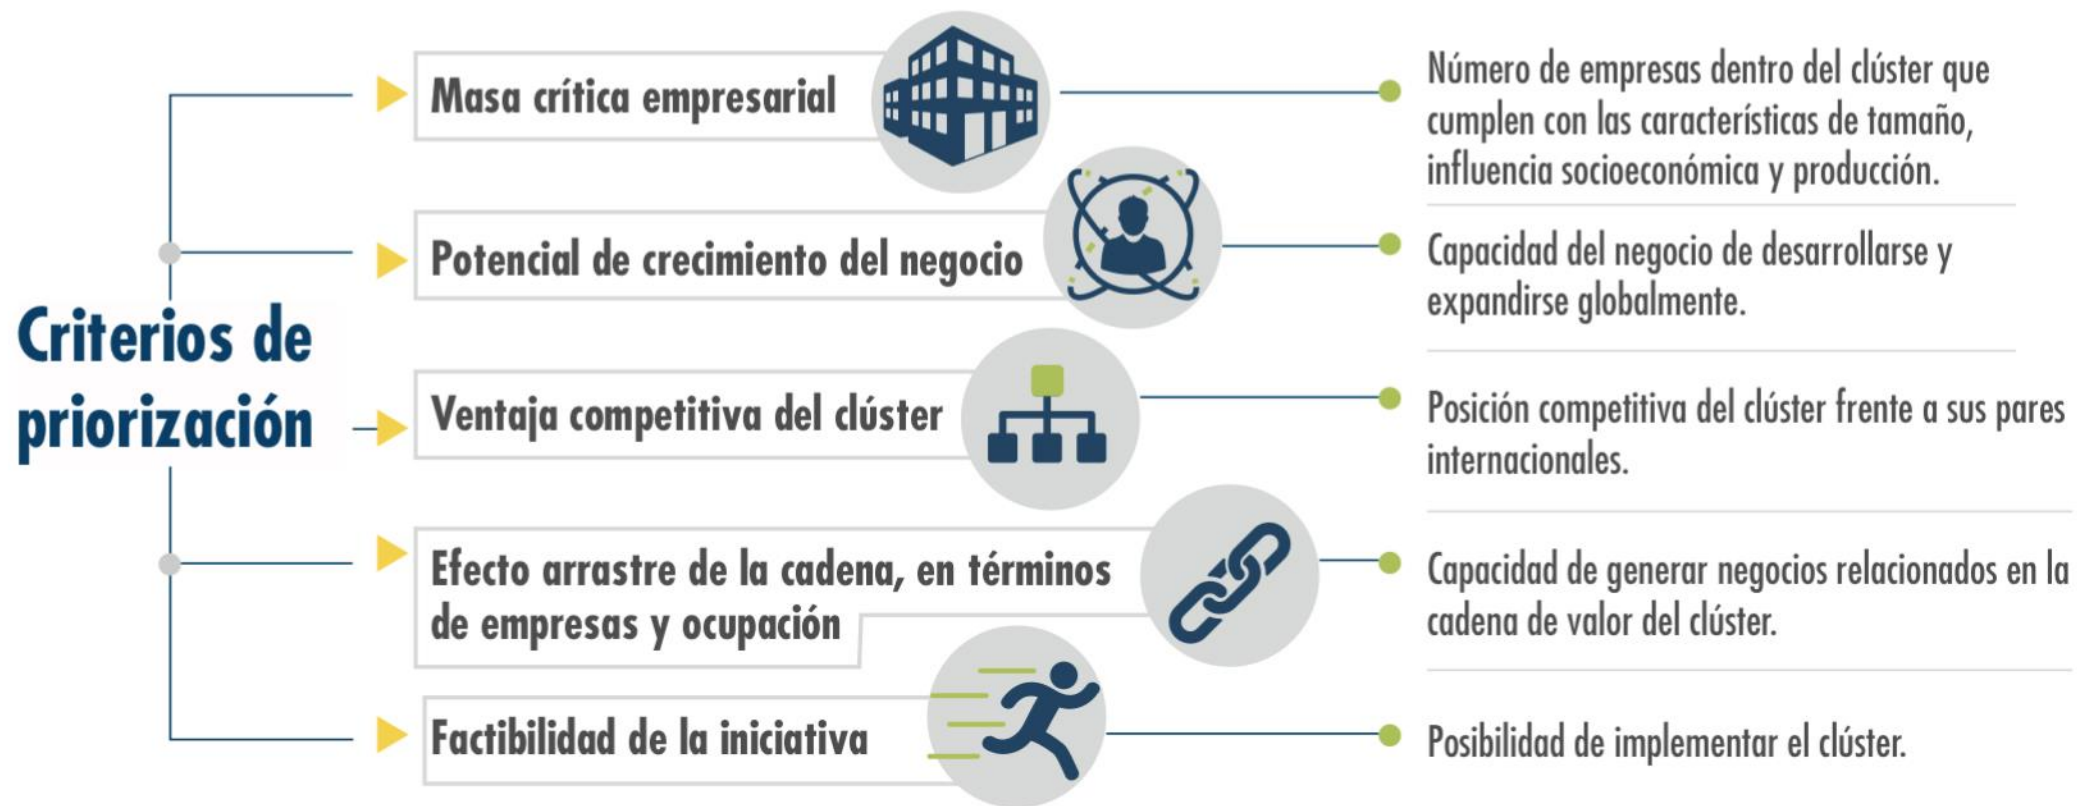 Criterios de
priorización
Masa crítica empresarial
Número de empresas dentro del clúster que
cumplen con las características de tamaño,
influencia socioeconómica y producción.
Potencial de crecimiento del negocio
Capacidad del negocio de desarrollarse y
expandirse globalmente.
Ventaja competitiva del clúster
Posición competitiva del clúster frente a sus pares
internacionales.
Efecto arrastre de la cadena, en términos
de empresas y ocupación
Capacidad de generar negocios relacionados en la
cadena de valor del clúster.
Factibilidad de la iniciativa
Posibilidad de implementar el clúster.